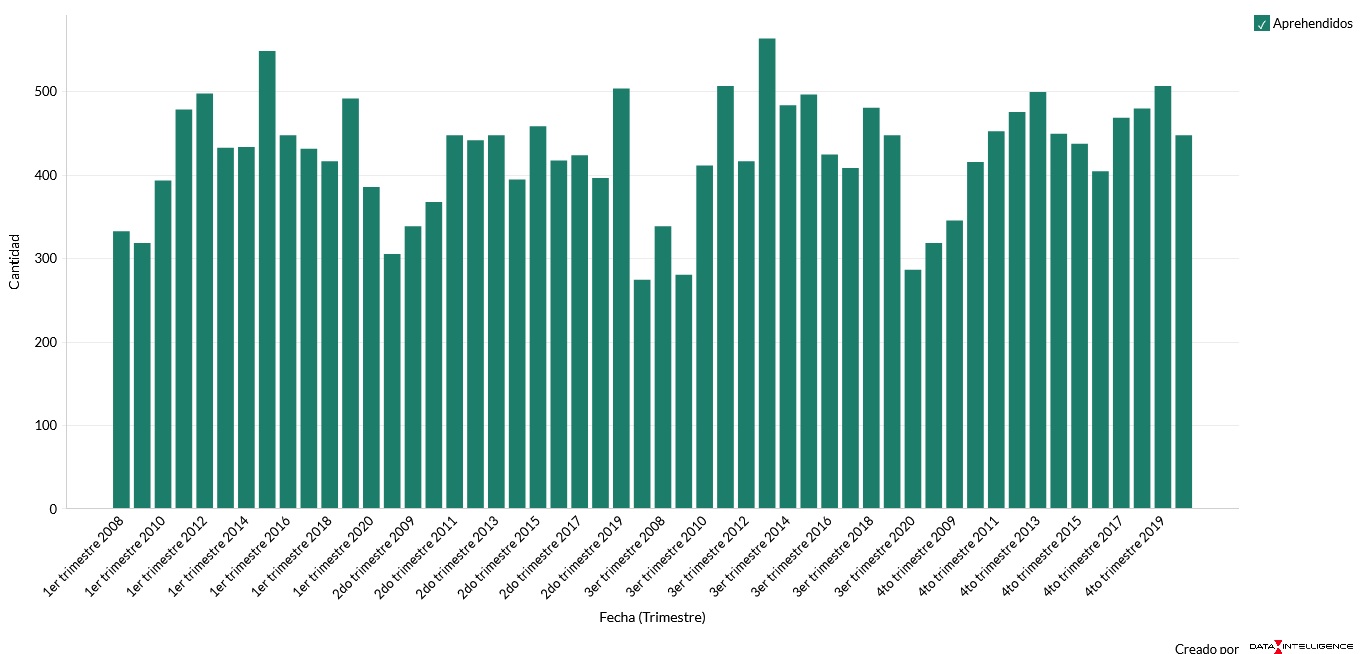 Aprehendidos
500
400
300
200
100
0
Cantidad
1er trimestre 2008
1er trimestre 2010
1er trimestre 2012
1er trimestre 2014
1er trimestre 2016
1er trimestre 2018
1er trimestre 2020
2do trimestre 2009
2do trimestre 2011
2do trimestre 2013
2do trimestre 2015
2do trimestre 2017
2do trimestre 2019
3er trimestre 2008
3er trimestre 2010
3er trimestre 2012
3er trimestre 2014
3er trimestre 2016
3er trimestre 2018
3er trimestre 2020
4to trimestre 2009
4to trimestre 2011
4to trimestre 2013
4to trimestre 2015
4to trimestre 2017
4to trimestre 2019
Fecha (Trimestre)
Creado por DATA INTELLIGENCE